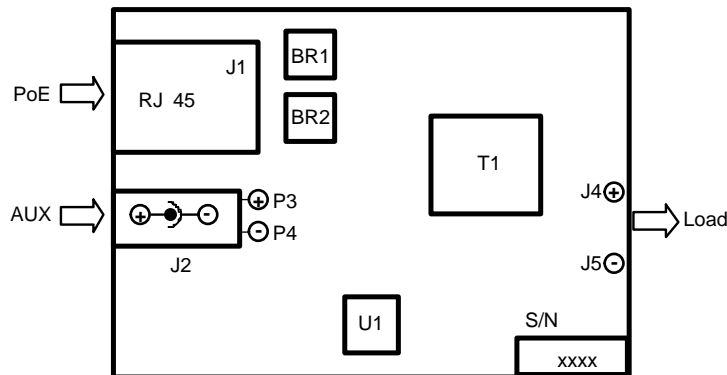 J1
BR1
PoE
RJ 45
BR2
T1
P3
J4
AUX
P4
Load
J2
J5
U1
S/N
xxxx